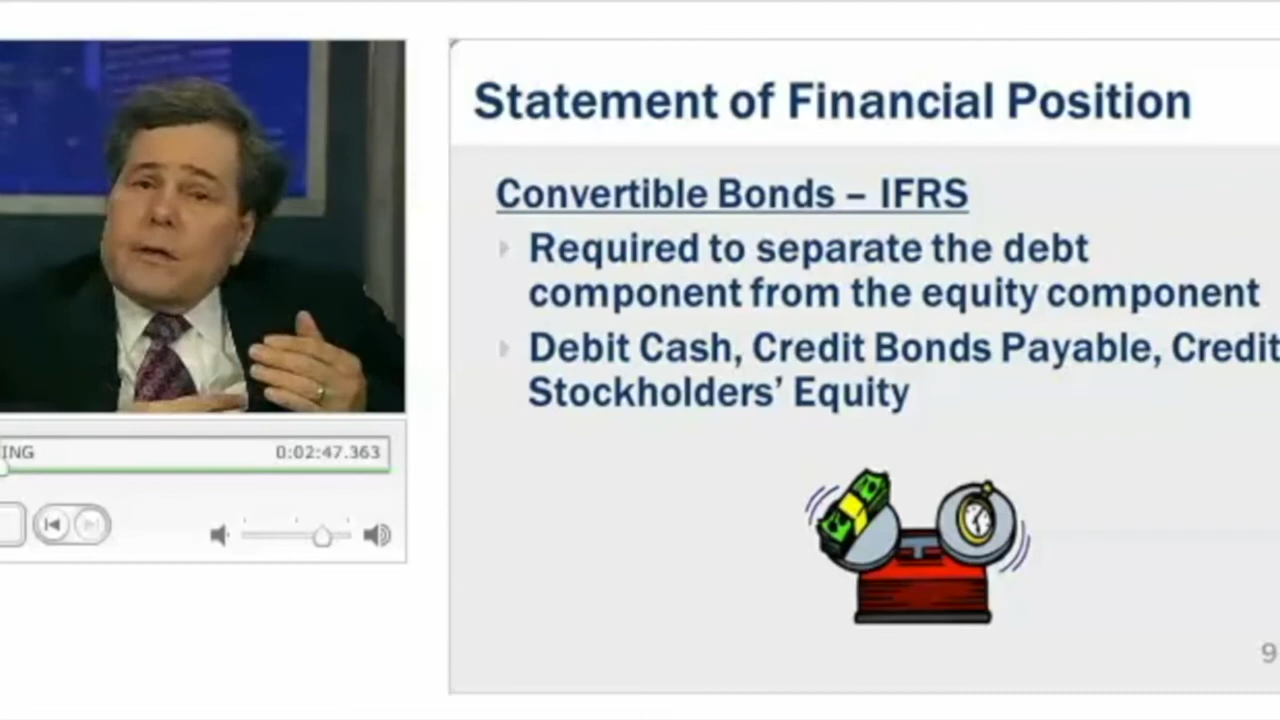 Statement of Financial Position
Convertible Bonds – IFRS
Required to separate the debt
component from the equity component
Debit Cash, Credit Bonds Payable, Credit
Stockholders' Equity
ING
0:02:47.363
9